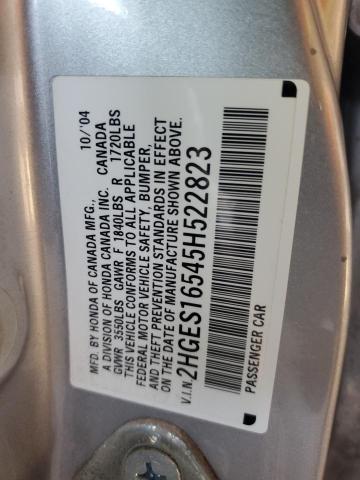 MFD. BY HONDA OF CANADA MFG., 10/'04
A DIVISION OF HONDA CANADA INC. CANADA
GVWR 3550LBS GAWR F 1840LBS R 1720LBS
THIS VEHICLE CONFORMS TO ALL APPLICABLE
FEDERAL MOTOR VEHICLE SAFETY, BUMPER,
AND THEFT PREVENTION STANDARDS IN EFFECT
ON THE DATE OF MANUFACTURE SHOWN ABOVE.
V.I.N. 2HGES16545H522823
PASSENGER CAR